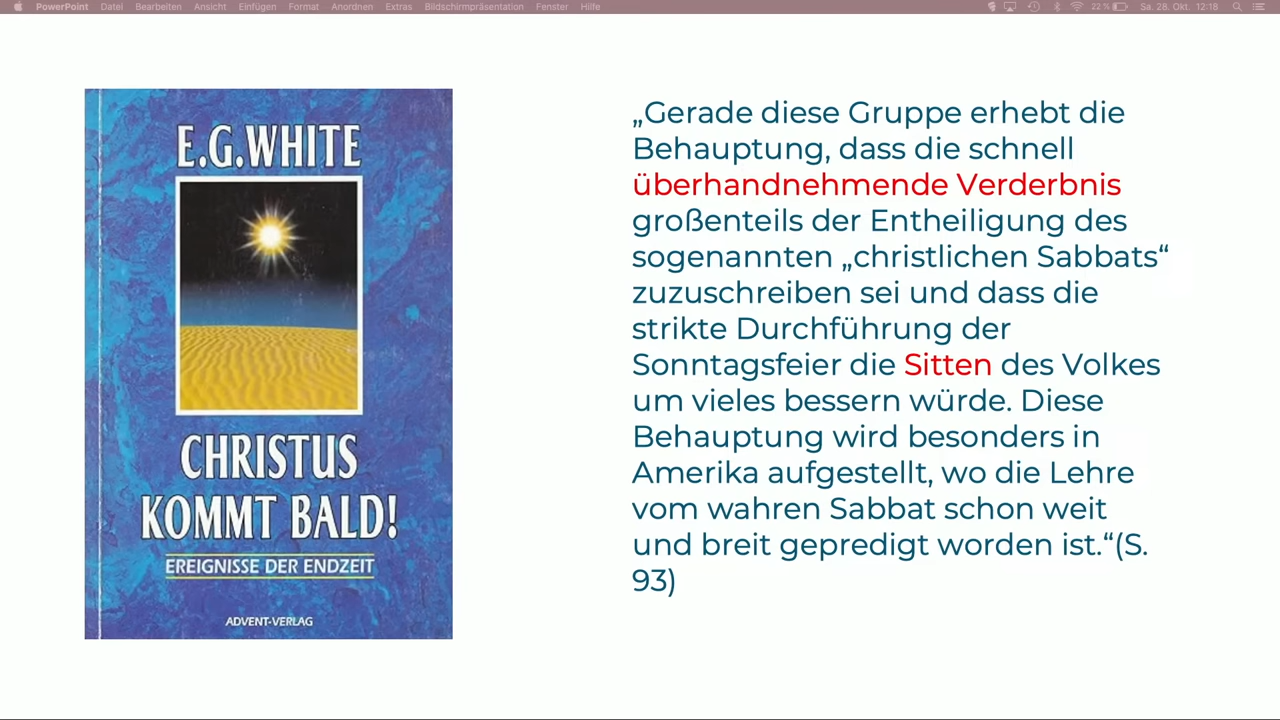 PowerPoint Datei Bearbeiten Ansicht Einfügen Format Anordnen Extras Bildschirmpräsentation Fenster Hilfe 22 % Sa. 28. Okt. 12:18
E.G.WHITE
CHRISTUS
KOMMT BALD!
EREIGNISSE DER ENDZEIT
ADVENT-VERLAG
„Gerade diese Gruppe erhebt die
Behauptung, dass die schnell
überhandnehmende Verderbnis
großenteils der Entheiligung des
sogenannten „christlichen Sabbats“
zuzuschreiben sei und dass die
strikte Durchführung der
Sonntagsfeier die Sitten des Volkes
um vieles bessern würde. Diese
Behauptung wird besonders in
Amerika aufgestellt, wo die Lehre
vom wahren Sabbat schon weit
und breit gepredigt worden ist.“(S.
93)